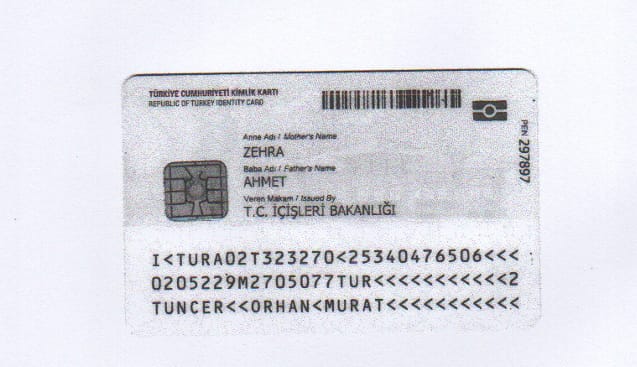 TÜRKİYE CUMHURİYETİ KİMLİK KARTI
REPUBLIC OF TURKEY IDENTITY CARD
Anne Adı / Mother's Name
ZEHRA
Baba Adı / Father's Name
AHMET
Veren Makam / Issued By
T.C. İÇİŞLERİ BAKANLIĞI
PEN 297897
I<TURA02T323270<25340476506<<<
0205229M2705077TUR<<<<<<<<<<<2
TUNCER<<ORHAN<MURAT<<<<<<<<<<<